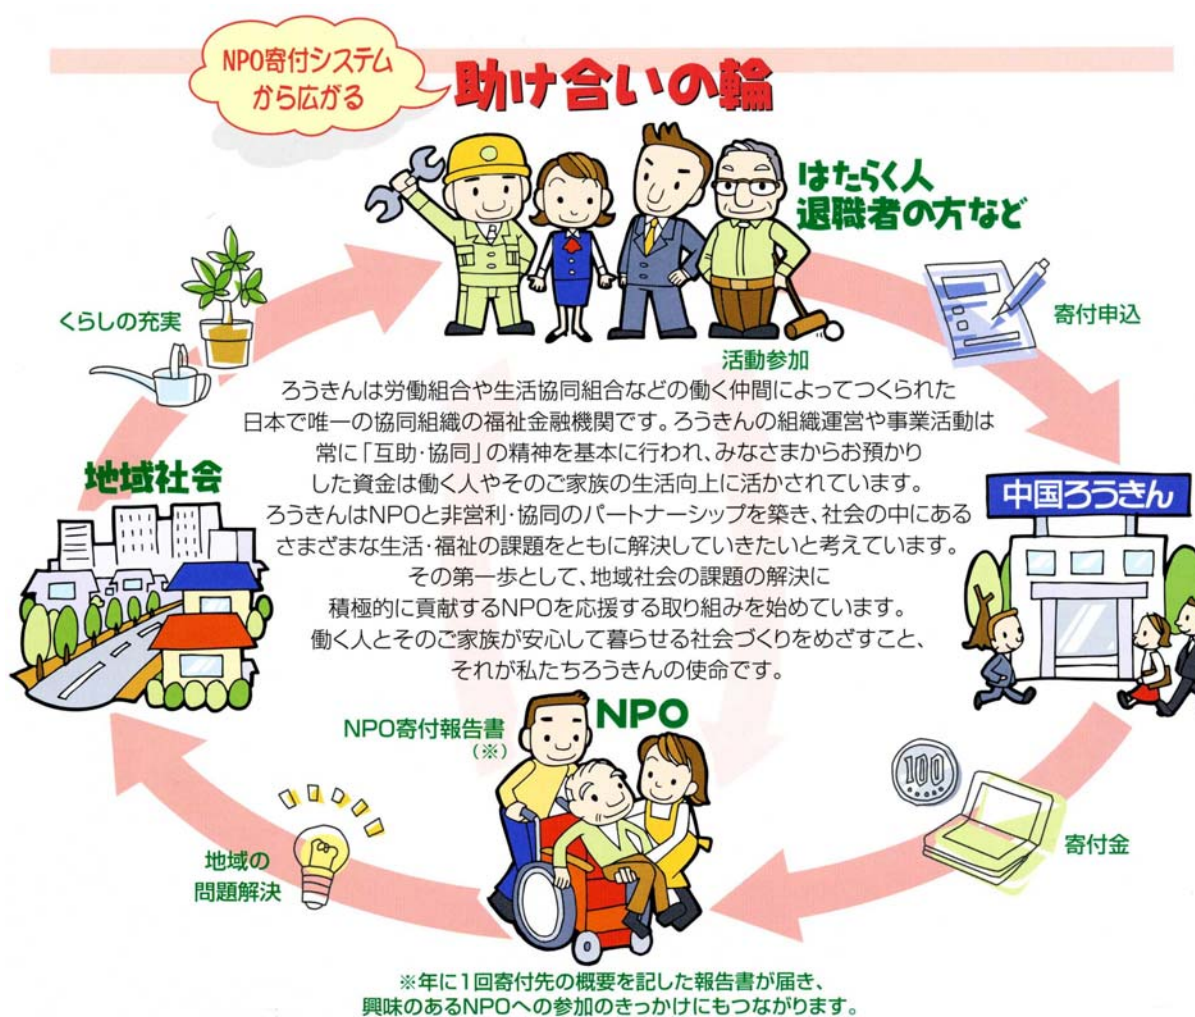 NPO寄付システム
から広がる
助け合いの輪
はたらく人
退職者の方など
寄付申込
くらしの充実
活動参加
ろうきんは労働組合や生活協同組合などの働く仲間によってつくられた
日本で唯一の協同組織の福祉金融機関です。ろうきんの組織運営や事業活動は
常に「互助・協同」の精神を基本に行われ、みなさまからお預かり
した資金は働く人やそのご家族の生活向上に活かされています。
ろうきんはNPOと非営利・協同のパートナーシップを築き、社会の中にある
さまざまな生活・福祉の課題をともに解決していきたいと考えています。
その第一歩として、地域社会の課題の解決に
積極的に貢献するNPOを応援する取り組みを始めています。
働く人とそのご家族が安心して暮らせる社会づくりをめざすこと、
それが私たちろうきんの使命です。
地域社会
中国ろうきん
NPO
NPO寄付報告書
(※)
100
寄付金
地域の
問題解決
※年に1回寄付先の概要を記した報告書が届き、
興味のあるNPOへの参加のきっかけにもつながります。